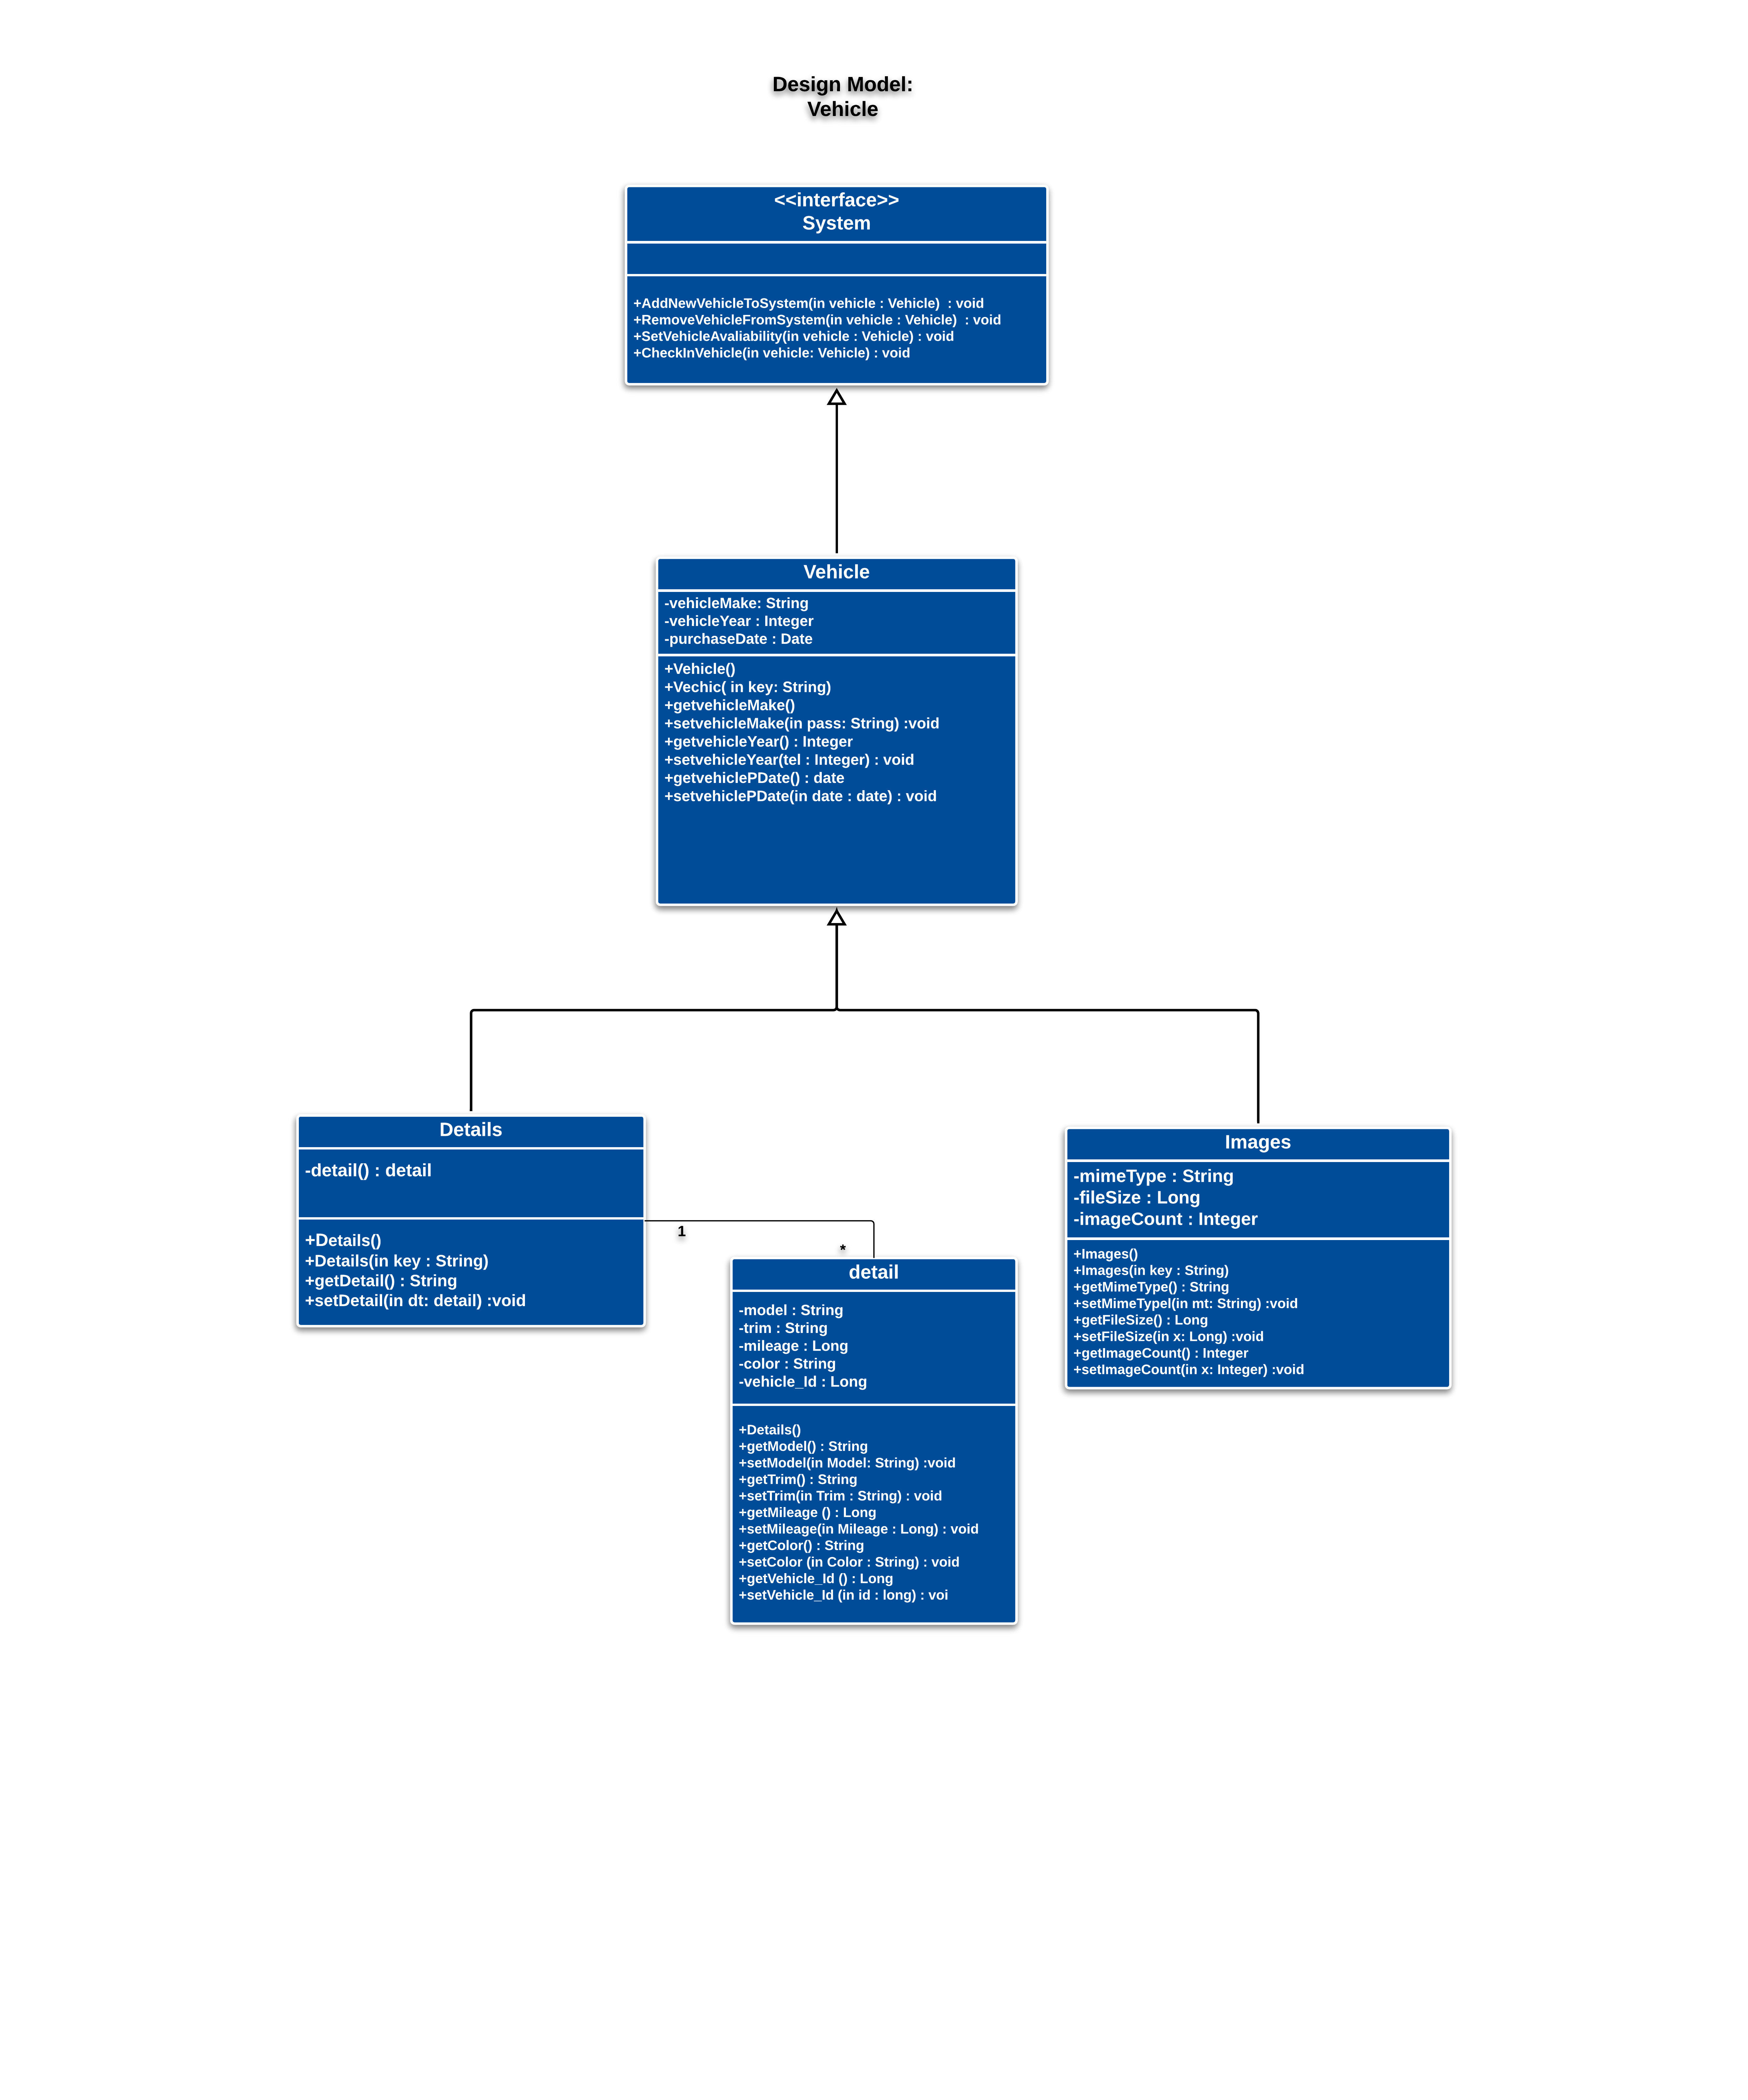 Design Model:
Vehicle
<<interface>>
System
+AddNewVehicleToSystem(in vehicle : Vehicle)  : void
+RemoveVehicleFromSystem(in vehicle : Vehicle)  : void
+SetVehicleAvaliability(in vehicle : Vehicle) : void
+CheckInVehicle(in vehicle: Vehicle) : void
Vehicle
-vehicleMake: String
-vehicleYear : Integer
-purchaseDate : Date
+Vehicle()
+Vechic( in key: String)
+getvehicleMake()
+setvehicleMake(in pass: String) :void
+getvehicleYear() : Integer
+setvehicleYear(tel : Integer) : void
+getvehiclePDate() : date
+setvehiclePDate(in date : date) : void
Details
-detail() : detail
+Details()
+Details(in key : String)
+getDetail() : String
+setDetail(in dt: detail) :void
1
*
detail
-model : String
-trim : String
-mileage : Long
-color : String
-vehicle_Id : Long
+Details()
+getModel() : String
+setModel(in Model: String) :void
+getTrim() : String
+setTrim(in Trim : String) : void
+getMileage () : Long
+setMileage(in Mileage : Long) : void
+getColor() : String
+setColor (in Color : String) : void
+getVehicle_Id () : Long
+setVehicle_Id (in id : long) : voi
Images
-mimeType : String
-fileSize : Long
-imageCount : Integer
+Images()
+Images(in key : String)
+getMimeType() : String
+setMimeTypel(in mt: String) :void
+getFileSize() : Long
+setFileSize(in x: Long) :void
+getImageCount() : Integer
+setImageCount(in x: Integer) :void